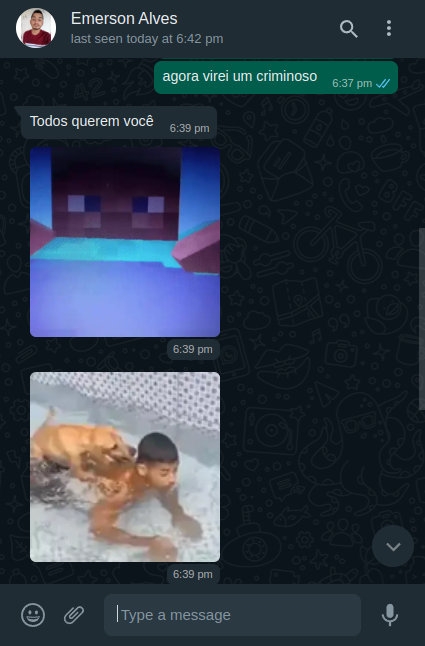 Emerson Alves
last seen today at 6:42 pm
agora virei um criminoso
6:37 pm
Todos querem você
6:39 pm
6:39 pm
6:39 pm
Type a message